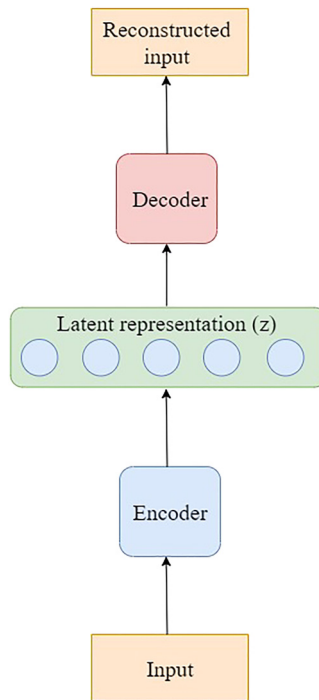 Reconstructed
input
Decoder
Latent representation (z)
Encoder
Input